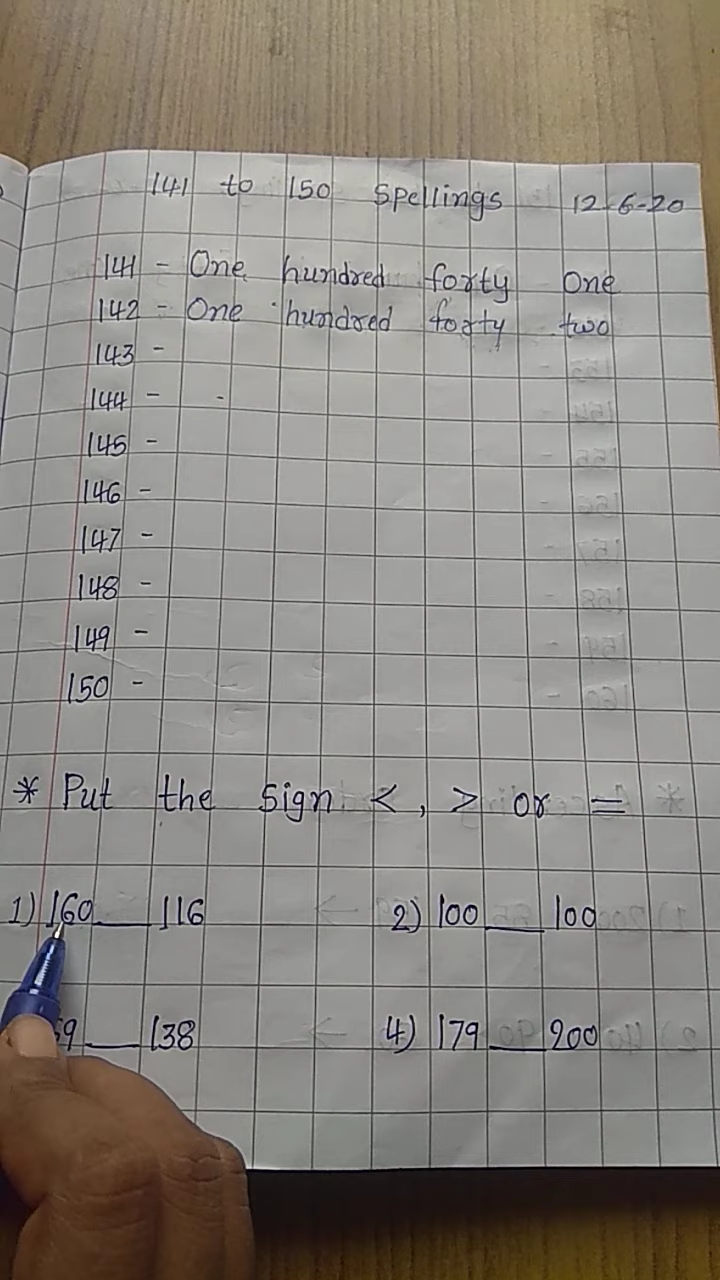 141 to 150 Spellings 12-6-20
141 - One hundred forty One
142 - One hundred forty two
143 -
144 -
145 -
146 -
147 -
148 -
149 -
150 -
* Put the Sign <, > or =
1) 160 ___ 116 2) 100 ___ 100
59 ___ 138 4) 179 ___ 200